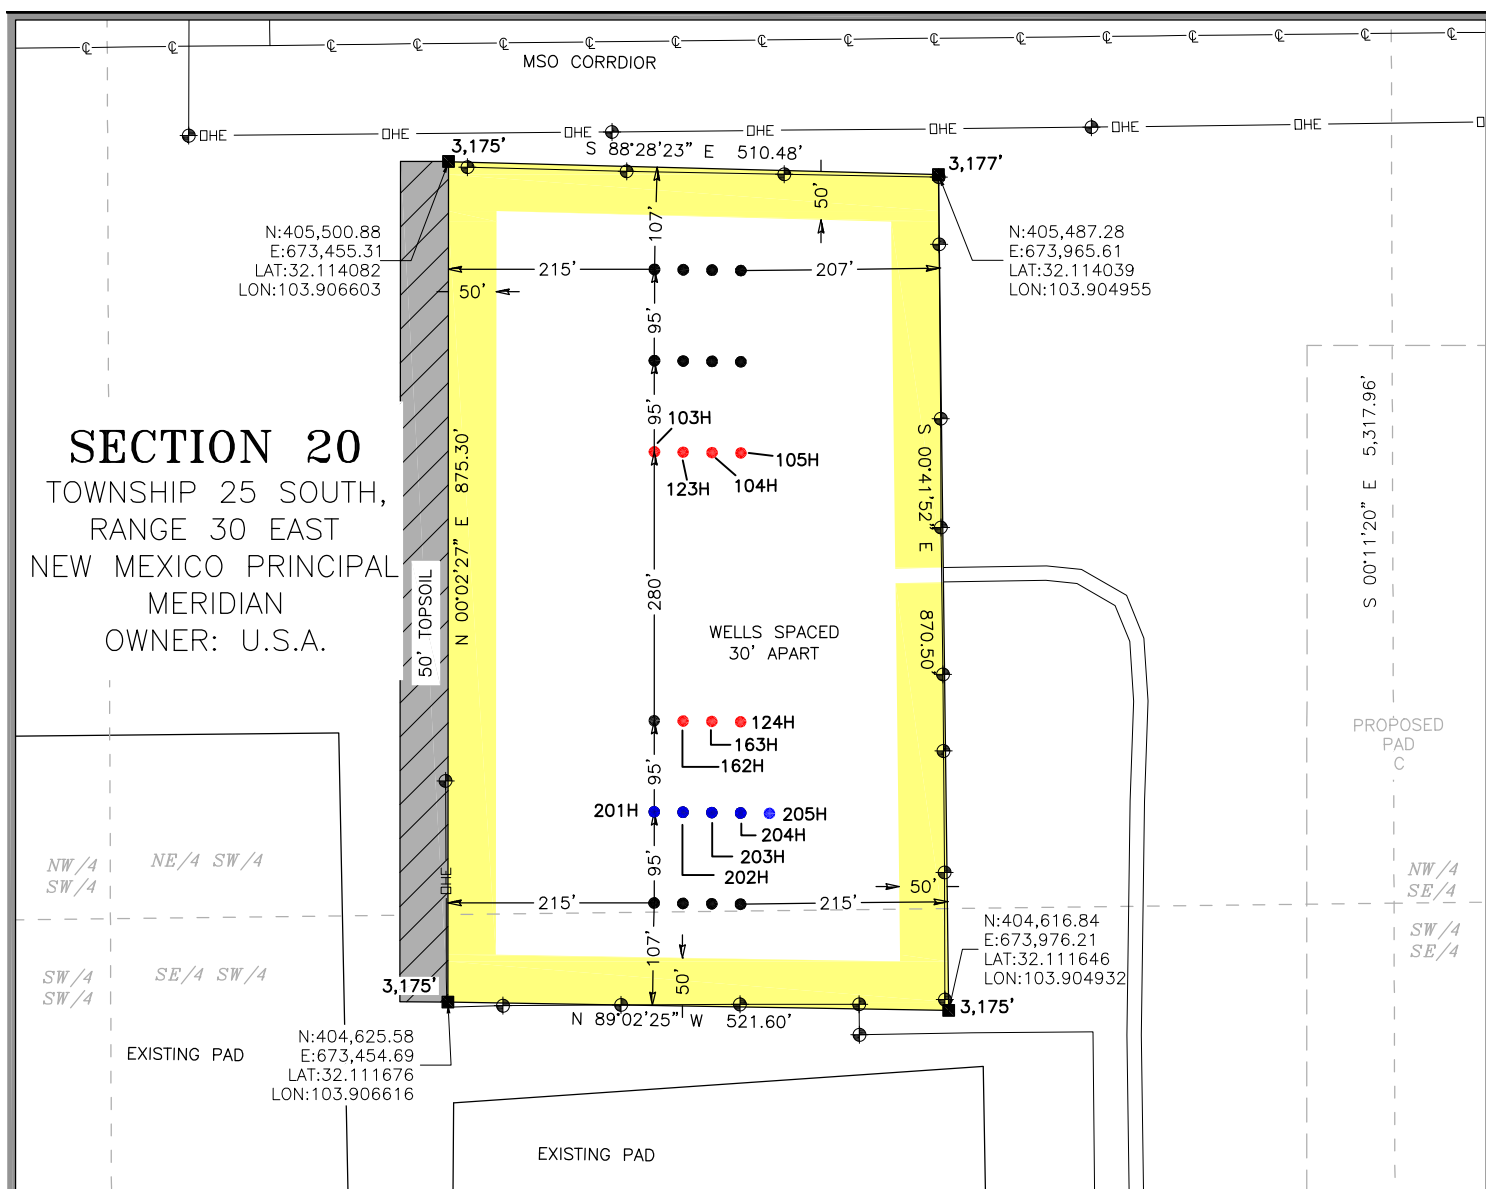 MSO CORRDIOR
OHE
OHE
OHE
OHE
OHE
OHE
OHE
3,175'
S 88°28'23" E 510.48'
3,177'
N:405,500.88
E:673,455.31
LAT:32.114082
LON:103.906603
N:405,487.28
E:673,965.61
LAT:32.114039
LON:103.904955
107'
50'
215'
207'
50'
95'
95'
103H
123H
104H
105H
SECTION 20
TOWNSHIP 25 SOUTH,
RANGE 30 EAST
NEW MEXICO PRINCIPAL
MERIDIAN
OWNER: U.S.A.
50' TOPSOIL
N 00°02'27" E 875.30'
S 00°41'52" E
870.50'
S 00°11'20" E 5,317.96'
280'
WELLS SPACED
30' APART
124H
163H
162H
95'
201H
205H
204H
203H
202H
95'
PROPOSED
PAD
C
NW/4
SW/4
NE/4 SW/4
OHE
50'
NW/4
SE/4
215'
215'
SW/4
SE/4
SW/4
SW/4
SE/4 SW/4
107'
50'
N:404,616.84
E:673,976.21
LAT:32.111646
LON:103.904932
3,175'
3,175'
N 89°02'25" W 521.60'
N:404,625.58
E:673,454.69
LAT:32.111676
LON:103.906616
EXISTING PAD
EXISTING PAD